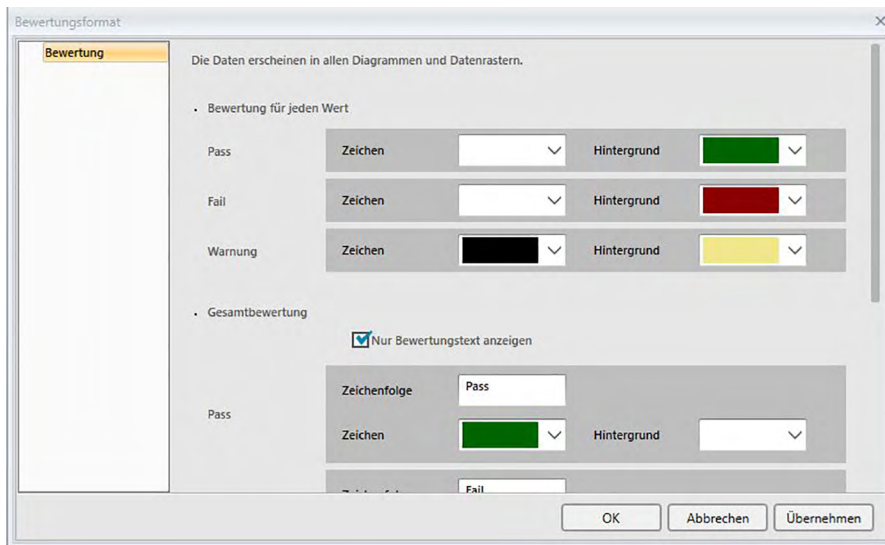 Bewertungsformat
Bewertung
Die Daten erscheinen in allen Diagrammen und Datenrastern.
• Bewertung für jeden Wert
Pass Zeichen Hintergrund
Fail Zeichen Hintergrund
Warnung Zeichen Hintergrund
• Gesamtbewertung
Nur Bewertungstext anzeigen
Zeichenfolge Pass
Pass
Zeichen Hintergrund
Fail
OK Abbrechen Übernehmen